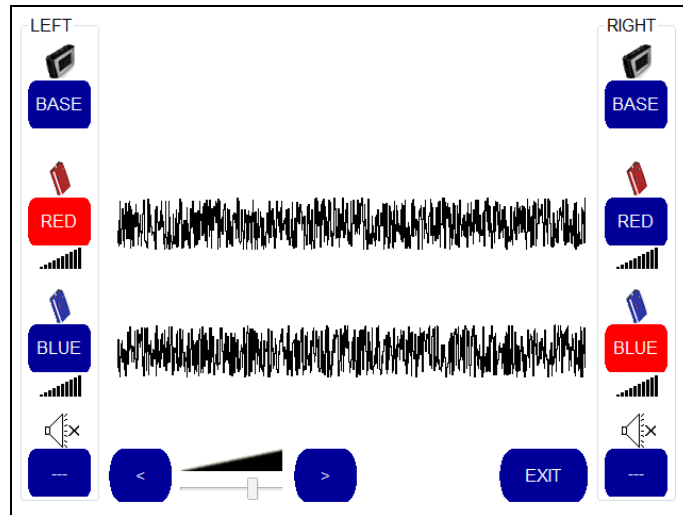 LEFT
RIGHT
BASE
BASE
RED
RED
BLUE
BLUE
---
<
>
EXIT
---